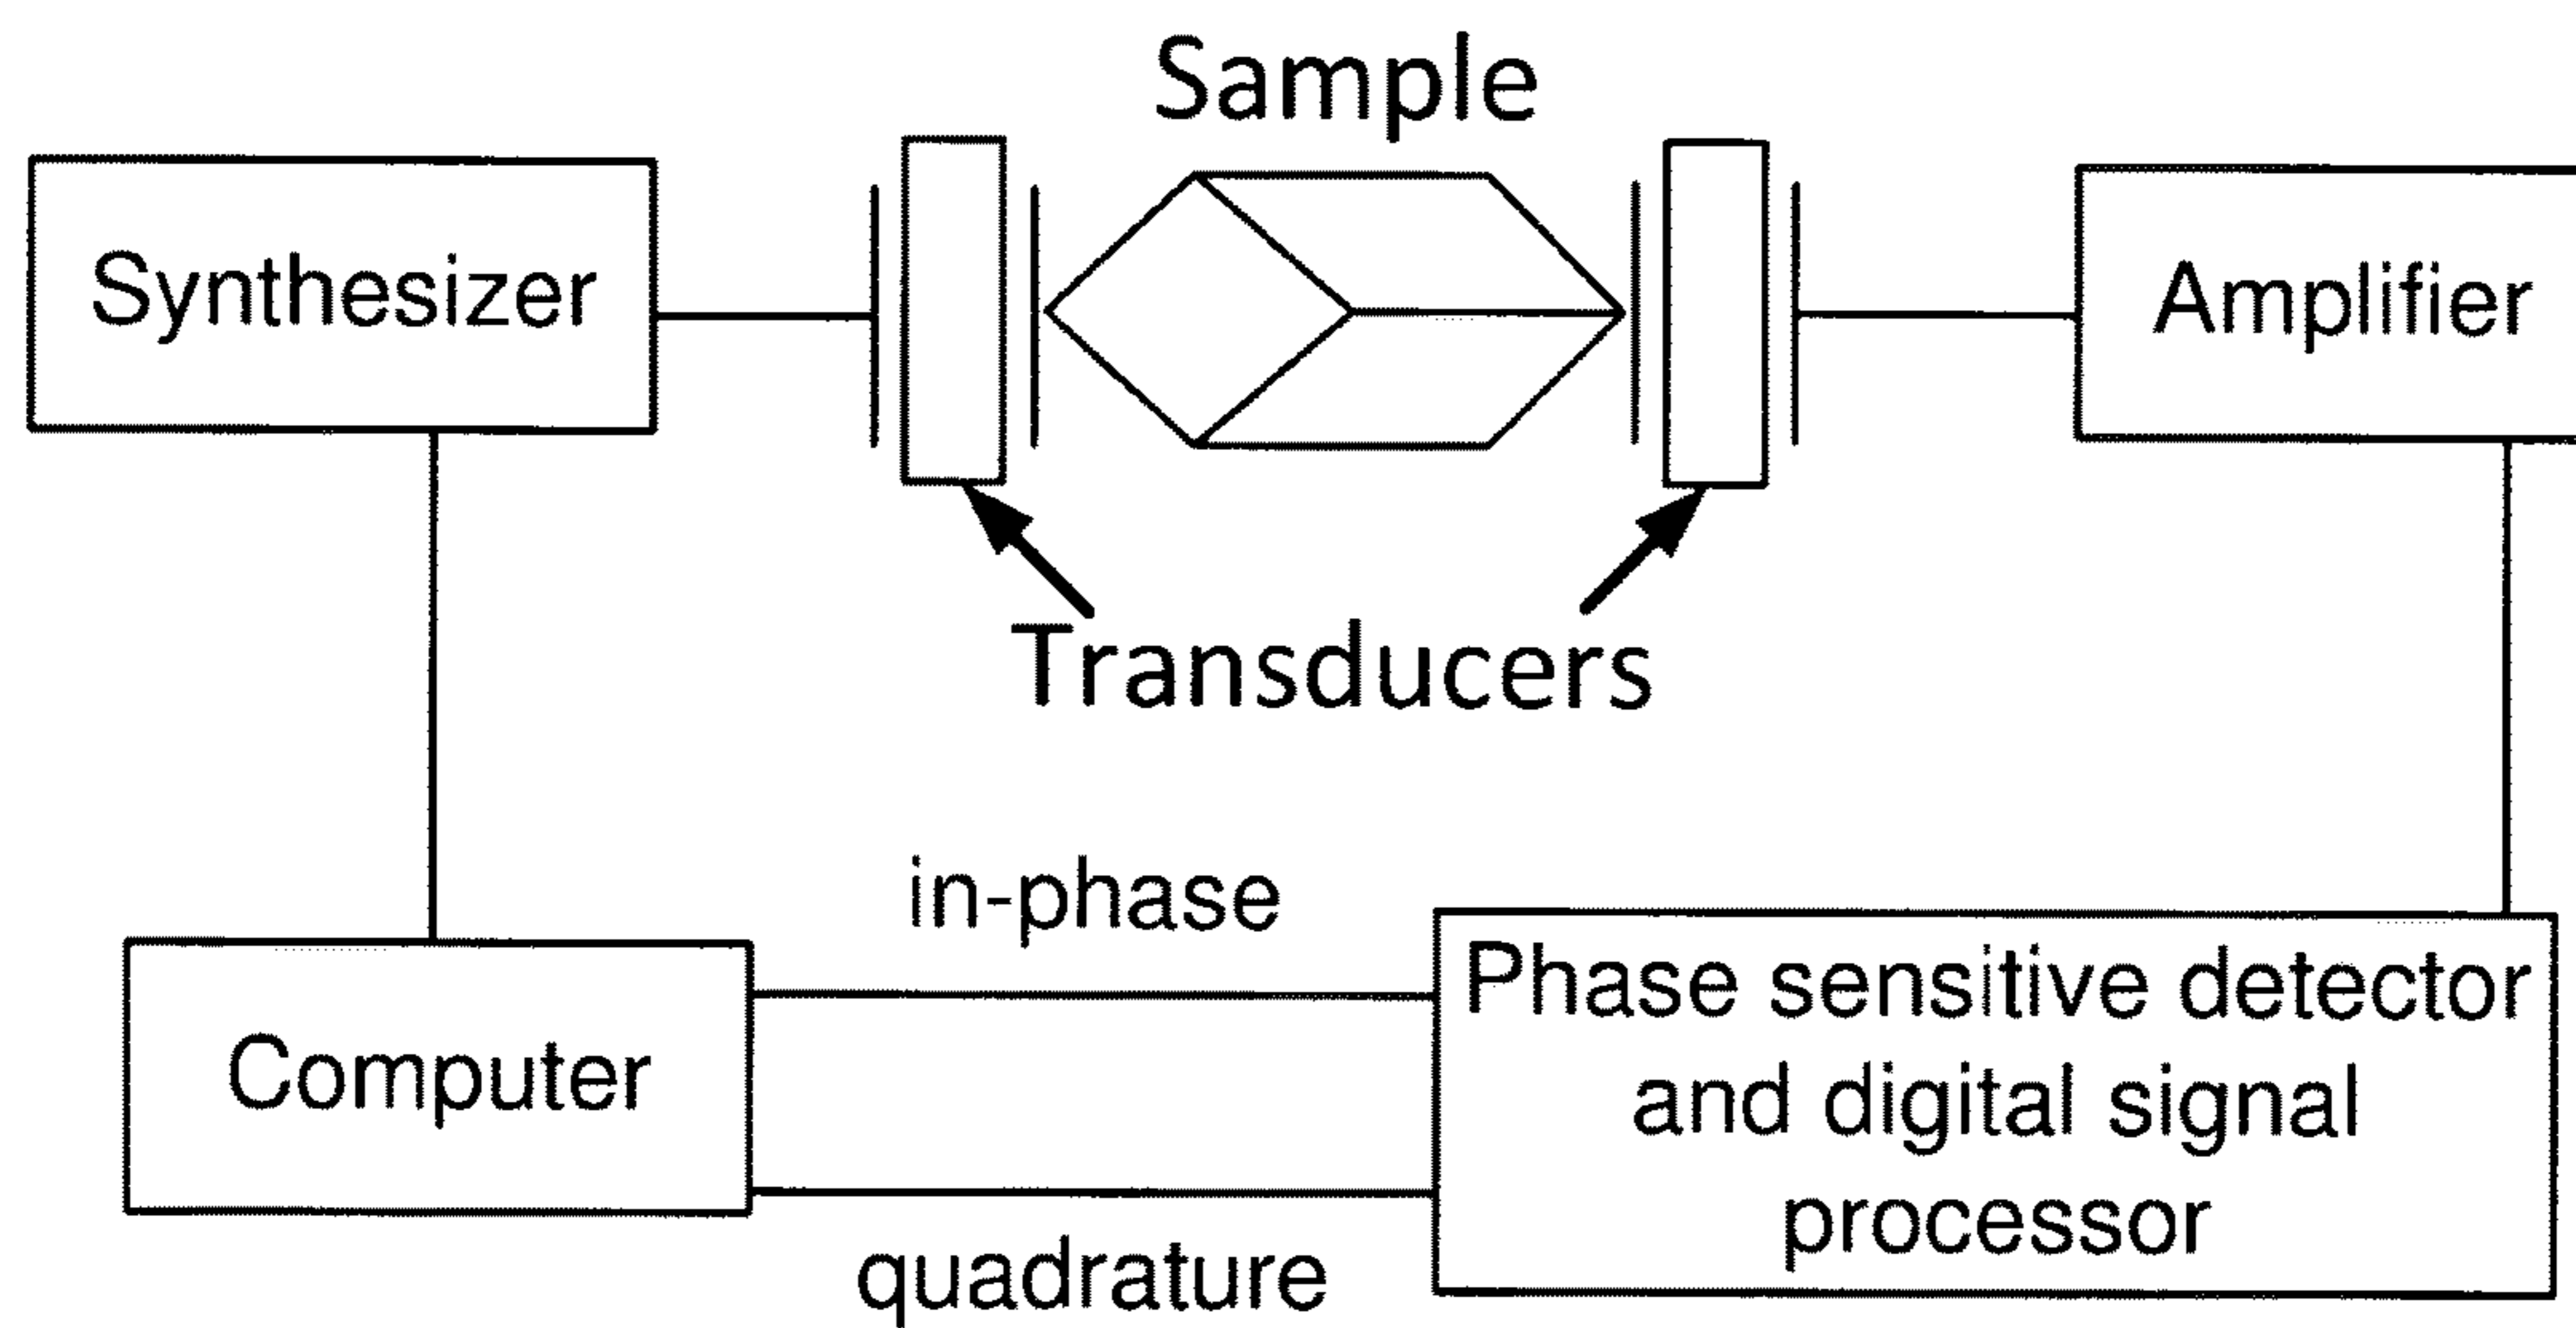 Sample
Synthesizer
Amplifier
Transducers
in-phase
Computer
Phase sensitive detector
and digital signal
processor
quadrature